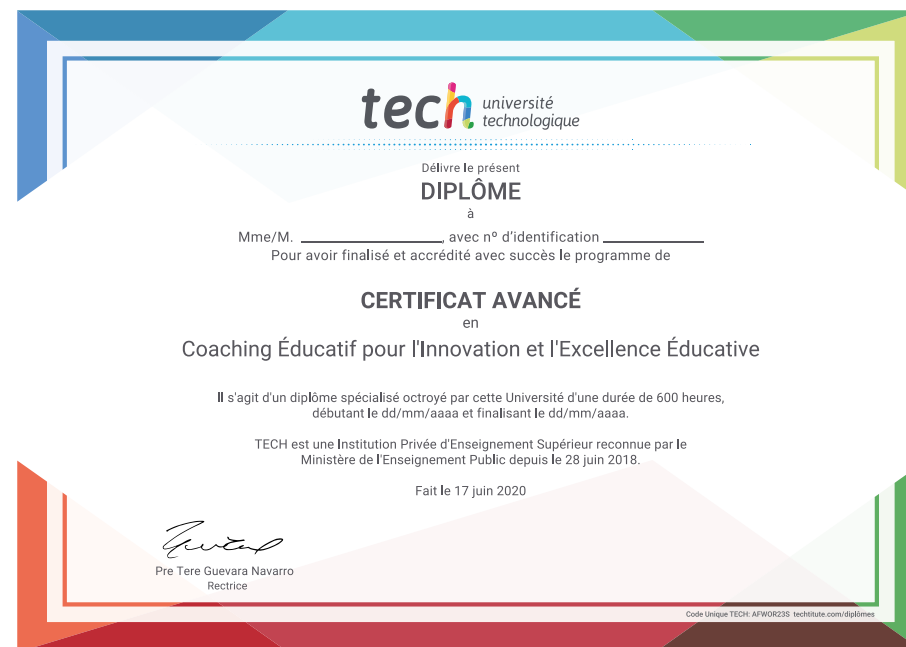 tech université
technologique
Délivre le présent
DIPLÔME
à
Mme/M. ____________________, avec nº d'identification ______________
Pour avoir finalisé et accrédité avec succès le programme de
CERTIFICAT AVANCÉ
en
Coaching Éducatif pour l'Innovation et l'Excellence Éducative
Il s'agit d'un diplôme spécialisé octroyé par cette Université d'une durée de 600 heures,
débutant le dd/mm/aaaa et finalisant le dd/mm/aaaa.
TECH est une Institution Privée d'Enseignement Supérieur reconnue par le
Ministère de l'Enseignement Public depuis le 28 juin 2018.
Fait le 17 juin 2020
Pre Tere Guevara Navarro
Rectrice
Code Unique TECH: AFWOR23S techtitute.com/diplômes